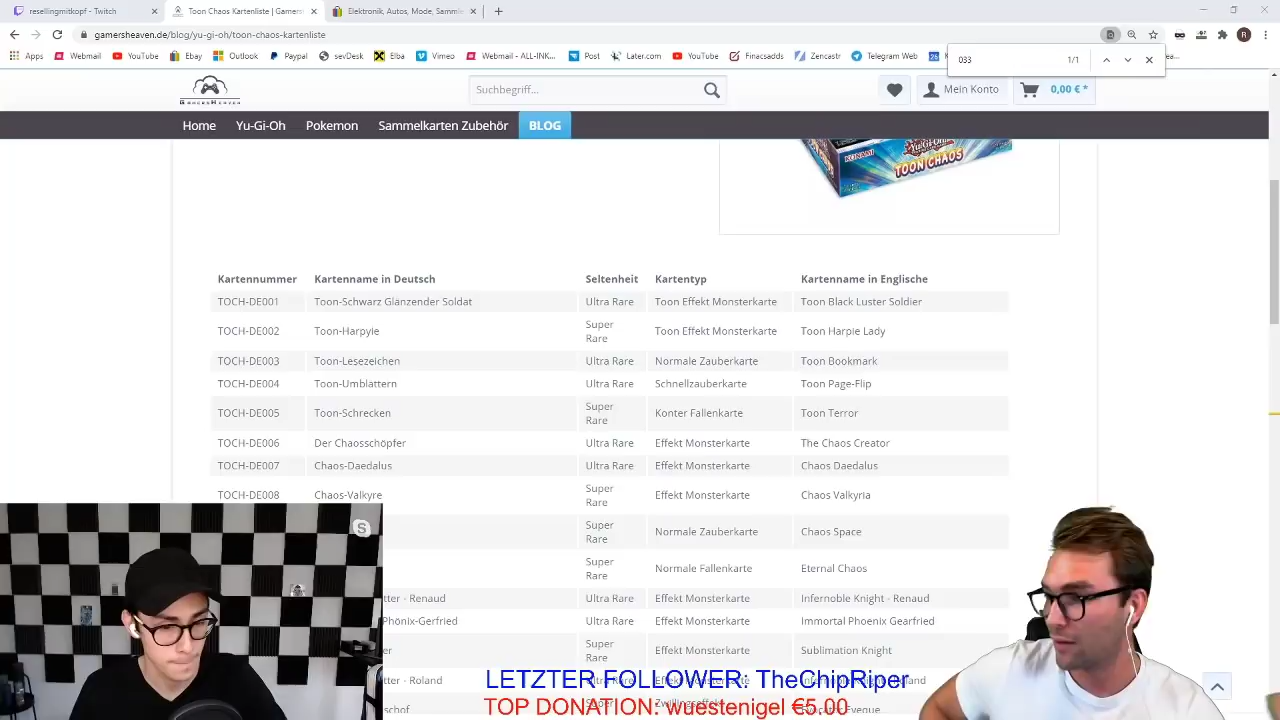 resellingmitkopf - Twitch
Toon Chaos Kartenliste | Gamers
Elektronik, Autos, Mode, Samml
gamersheaven.de/blog/yu-gi-oh/toon-chaos-kartenliste
Apps Webmail YouTube Ebay Outlook Paypal sevDesk Elba Vimeo Webmail - ALL-INK... Post Later.com YouTube Finacsadds Zencastr Telegram Web
033 1/1
GAMERSHEAVEN
Suchbegriff...
Mein Konto
0,00 € *
Home Yu-Gi-Oh Pokemon Sammelkarten Zubehör BLOG
KONAMI Yu-Gi-Oh!
TOON CHAOS
Kartennummer Kartenname in Deutsch Seltenheit Kartentyp Kartenname in Englische
TOCH-DE001 Toon-Schwarz Glänzender Soldat Ultra Rare Toon Effekt Monsterkarte Toon Black Luster Soldier
TOCH-DE002 Toon-Harpyie Super Rare Toon Effekt Monsterkarte Toon Harpie Lady
TOCH-DE003 Toon-Lesezeichen Ultra Rare Normale Zauberkarte Toon Bookmark
TOCH-DE004 Toon-Umblättern Ultra Rare Schnellzauberkarte Toon Page-Flip
TOCH-DE005 Toon-Schrecken Super Rare Konter Fallenkarte Toon Terror
TOCH-DE006 Der Chaosschöpfer Ultra Rare Effekt Monsterkarte The Chaos Creator
TOCH-DE007 Chaos-Daedalus Ultra Rare Effekt Monsterkarte Chaos Daedalus
TOCH-DE008 Chaos-Valkyre Super Rare Effekt Monsterkarte Chaos Valkyria
Super Rare Normale Zauberkarte Chaos Space
Super Rare Normale Fallenkarte Eternal Chaos
tter - Renaud Ultra Rare Effekt Monsterkarte Infernoble Knight - Renaud
Phönix-Gerfried Ultra Rare Effekt Monsterkarte Immortal Phoenix Gearfried
er Super Rare Effekt Monsterkarte Sublimation Knight
tter - Roland
schof
LETZTER FOLLOWER: TheChipRiper
TOP DONATION: wuestenigel €5.00